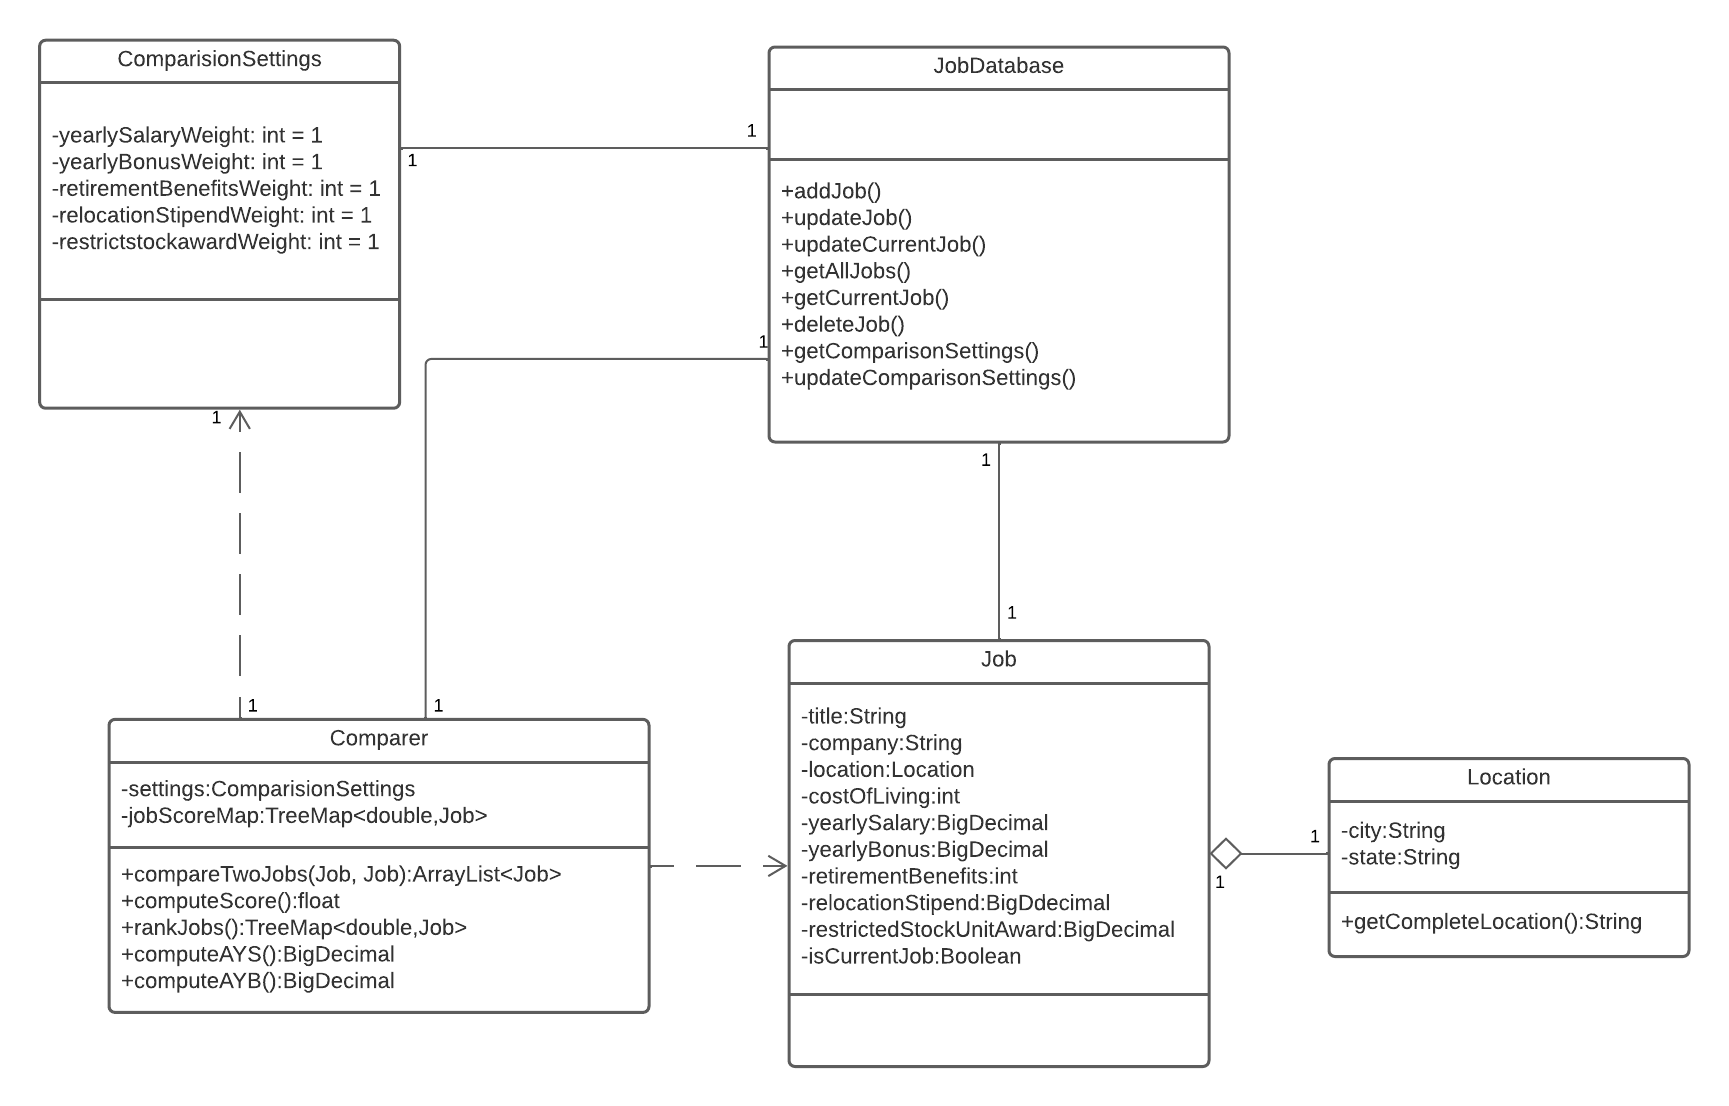 ComparisionSettings
-yearlySalaryWeight: int = 1
-yearlyBonusWeight: int = 1
-retirementBenefitsWeight: int = 1
-relocationStipendWeight: int = 1
-restrictstockawardWeight: int = 1
1
1
JobDatabase
+addJob()
+updateJob()
+updateCurrentJob()
+getAllJobs()
+getCurrentJob()
+deleteJob()
+getComparisonSettings()
+updateComparisonSettings()
1
1
1
1
1
1
Comparer
-settings:ComparisionSettings
-jobScoreMap:TreeMap<double,Job>
+compareTwoJobs(Job, Job):ArrayList<Job>
+computeScore():float
+rankJobs():TreeMap<double,Job>
+computeAYS():BigDecimal
+computeAYB():BigDecimal
Job
-title:String
-company:String
-location:Location
-costOfLiving:int
-yearlySalary:BigDecimal
-yearlyBonus:BigDecimal
-retirementBenefits:int
-relocationStipend:BigDdecimal
-restrictedStockUnitAward:BigDecimal
-isCurrentJob:Boolean
1
1
Location
-city:String
-state:String
+getCompleteLocation():String